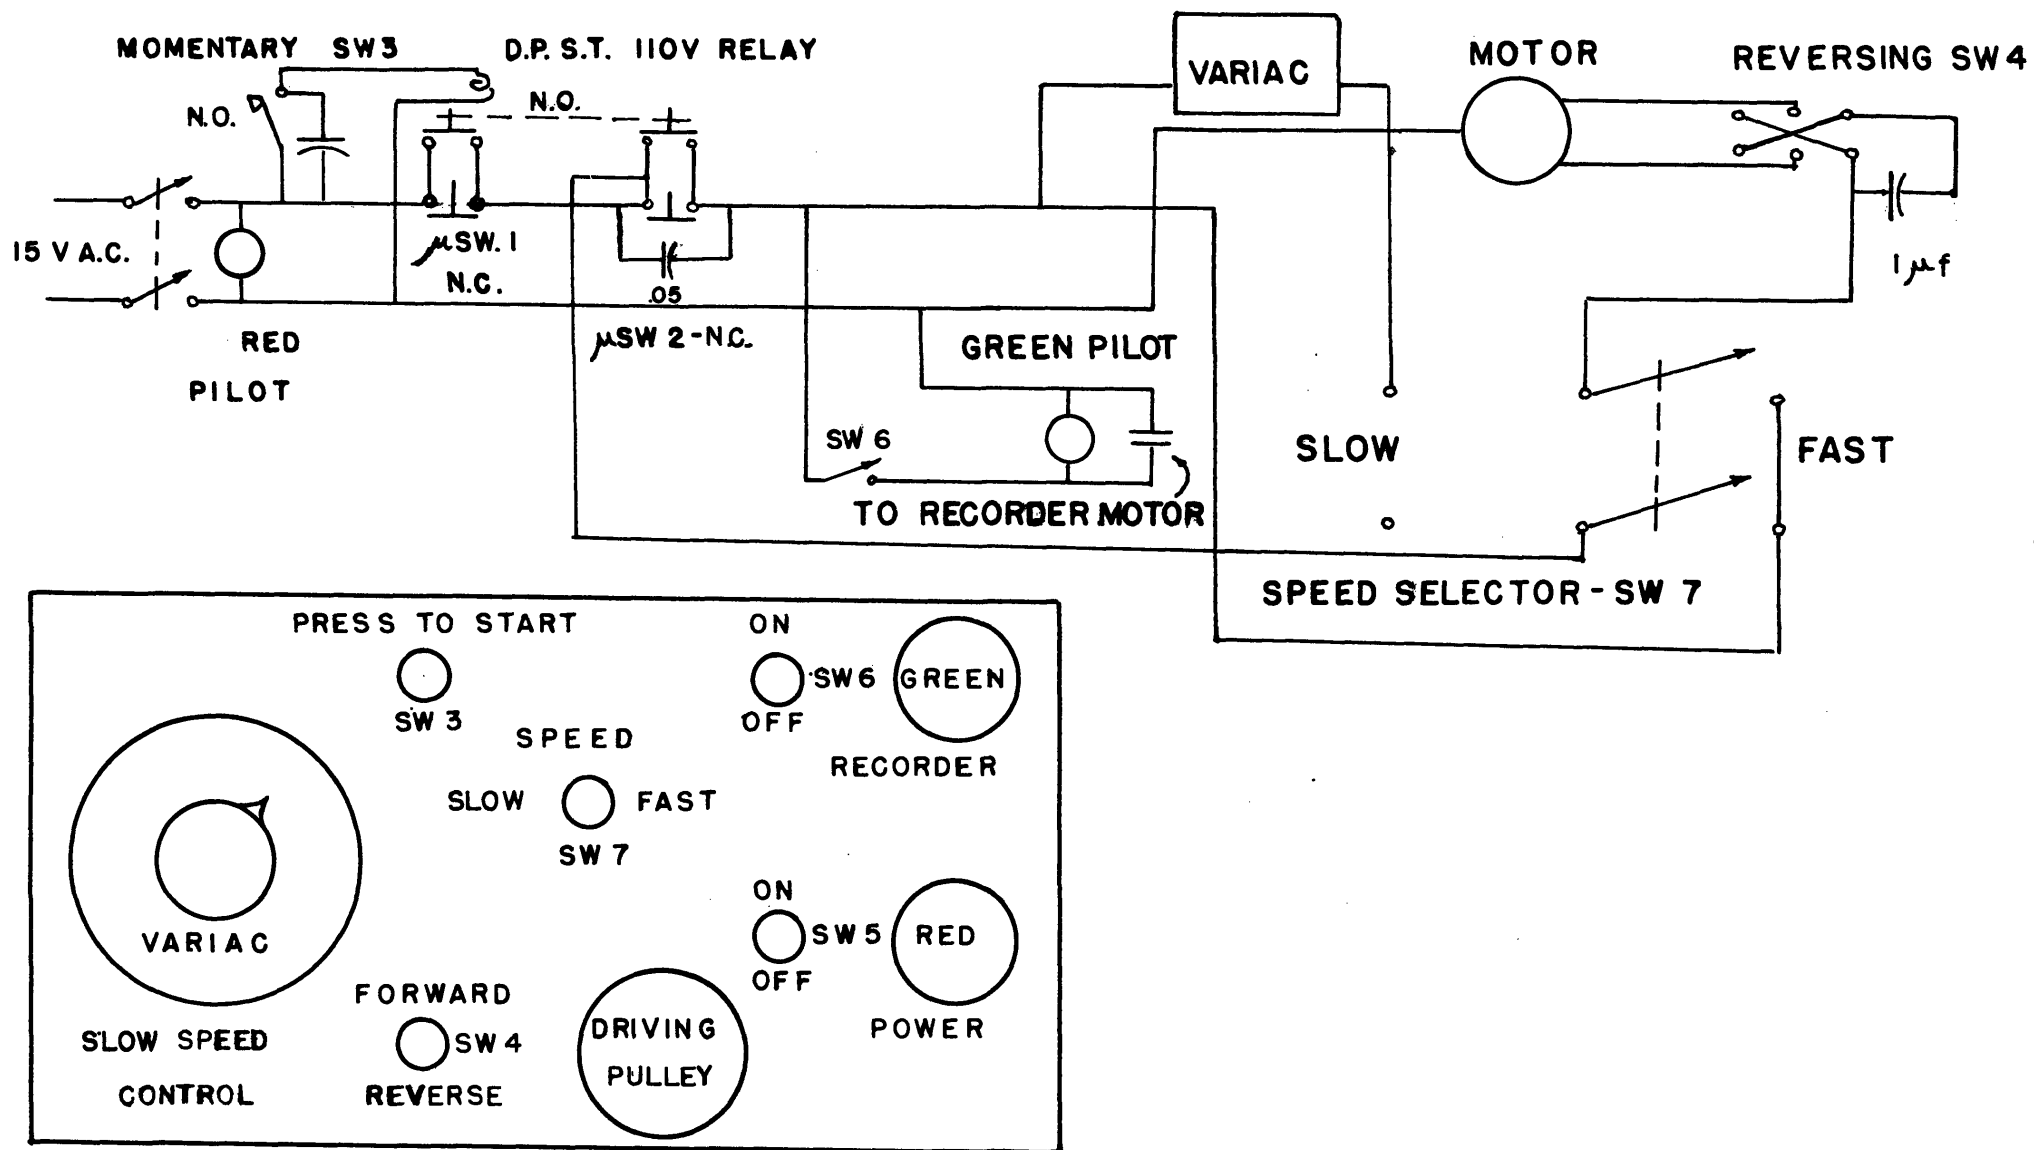 MOMENTARY SW3
D.P.S.T. 110V RELAY
VARIAC
MOTOR
REVERSING SW4
N.O.
N.O.
15 V A.C.
µSW.1
N.C.
.05
µSW 2-N.C.
1µf
RED
PILOT
GREEN PILOT
SW 6
TO RECORDER MOTOR
SLOW
FAST
SPEED SELECTOR - SW 7
PRESS TO START
SW 3
ON
SW6
OFF
GREEN
RECORDER
SPEED
SLOW
FAST
SW 7
VARIAC
SLOW SPEED
CONTROL
FORWARD
SW4
REVERSE
DRIVING
PULLEY
ON
SW5
OFF
RED
POWER